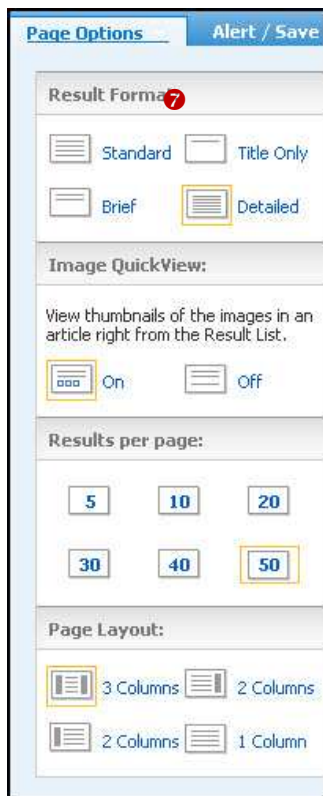 Page Options Alert / Save
Result Format 7
Standard Title Only
Brief Detailed
Image QuickView:
View thumbnails of the images in an
article right from the Result List.
On Off
Results per page:
5 10 20
30 40 50
Page Layout:
3 Columns 2 Columns
2 Columns 1 Column